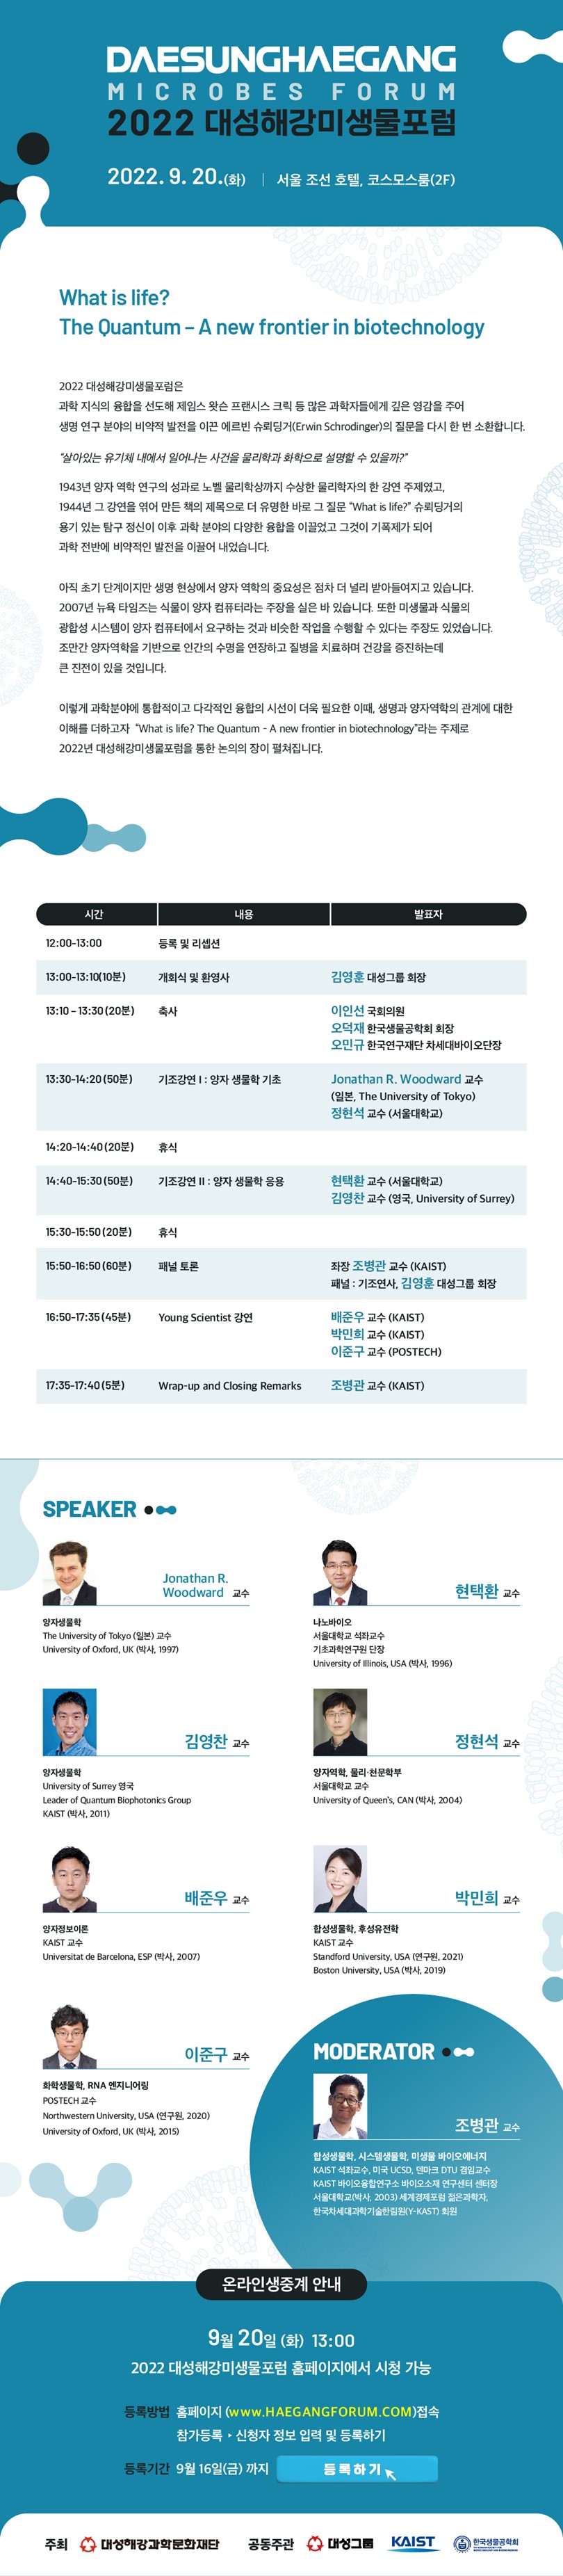 DAESUNGHAEGANG
MICROBES FORUM
2022 대성해강미생물포럼
2022. 9. 20.(화) | 서울 조선 호텔, 코스모스룸(2F)
What is life?
The Quantum – A new frontier in biotechnology
2022 대성해강미생물포럼은
과학 지식의 융합을 선도해 제임스 왓슨 프랜시스 크릭 등 많은 과학자들에게 깊은 영감을 주어
생명 연구 분야의 비약적 발전을 이끈 에르빈 슈뢰딩거(Erwin Schrodinger)의 질문을 다시 한 번 소환합니다.
“살아있는 유기체 내에서 일어나는 사건을 물리학과 화학으로 설명할 수 있을까?”
1943년 양자 역학 연구의 성과로 노벨 물리학상까지 수상한 물리학자의 한 강연 주제였고,
1944년 그 강연을 엮어 만든 책의 제목으로 더 유명한 바로 그 질문 “What is life?” 슈뢰딩거의
용기 있는 탐구 정신이 이후 과학 분야의 다양한 융합을 이끌었고 그것이 기폭제가 되어
과학 전반에 비약적인 발전을 이끌어 내었습니다.
아직 초기 단계이지만 생명 현상에서 양자 역학의 중요성은 점차 더 널리 받아들여지고 있습니다.
2007년 뉴욕 타임즈는 식물이 양자 컴퓨터라는 주장을 실은 바 있습니다. 또한 미생물과 식물의
광합성 시스템이 양자 컴퓨터에서 요구하는 것과 비슷한 작업을 수행할 수 있다는 주장도 있었습니다.
조만간 양자역학을 기반으로 인간의 수명을 연장하고 질병을 치료하며 건강을 증진하는데
큰 진전이 있을 것입니다.
이렇게 과학분야에 통합적이고 다각적인 융합의 시선이 더욱 필요한 이때, 생명과 양자역학의 관계에 대한
이해를 더하고자 “What is life? The Quantum - A new frontier in biotechnology”라는 주제로
2022년 대성해강미생물포럼을 통한 논의의 장이 펼쳐집니다.
시간 내용 발표자
12:00-13:00 등록 및 리셉션
13:00-13:10(10분) 개회식 및 환영사 김영훈 대성그룹 회장
13:10 – 13:30 (20분) 축사 이인선 국회의원
오덕재 한국생물공학회 회장
오민규 한국연구재단 차세대바이오단장
13:30-14:20 (50분) 기조강연 I : 양자 생물학 기초 Jonathan R. Woodward 교수
(일본, The University of Tokyo)
정현석 교수 (서울대학교)
14:20-14:40 (20분) 휴식
14:40-15:30 (50분) 기조강연 II : 양자 생물학 응용 현택환 교수 (서울대학교)
김영찬 교수 (영국, University of Surrey)
15:30-15:50 (20분) 휴식
15:50-16:50 (60분) 패널 토론 좌장 조병관 교수 (KAIST)
패널 : 기조연사, 김영훈 대성그룹 회장
16:50-17:35 (45분) Young Scientist 강연 배준우 교수 (KAIST)
박민희 교수 (KAIST)
이준구 교수 (POSTECH)
17:35-17:40 (5분) Wrap-up and Closing Remarks 조병관 교수 (KAIST)
SPEAKER
Jonathan R.
Woodward 교수
양자생물학
The University of Tokyo (일본) 교수
University of Oxford, UK (박사, 1997)
현택환 교수
나노바이오
서울대학교 석좌교수
기초과학연구원 단장
University of Illinois, USA (박사, 1996)
김영찬 교수
양자생물학
University of Surrey 영국
Leader of Quantum Biophotonics Group
KAIST (박사, 2011)
정현석 교수
양자역학, 물리·천문학부
서울대학교 교수
University of Queen's, CAN (박사, 2004)
배준우 교수
양자정보이론
KAIST 교수
Universitat de Barcelona, ESP (박사, 2007)
박민희 교수
합성생물학, 후성유전학
KAIST 교수
Standford University, USA (연구원, 2021)
Boston University, USA (박사, 2019)
이준구 교수
화학생물학, RNA 엔지니어링
POSTECH 교수
Northwestern University, USA (연구원, 2020)
University of Oxford, UK (박사, 2015)
MODERATOR
조병관 교수
합성생물학, 시스템생물학, 미생물 바이오에너지
KAIST 석좌교수, 미국 UCSD, 덴마크 DTU 겸임교수
KAIST 바이오융합연구소 바이오소재 연구센터 센터장
서울대학교(박사, 2003) 세계경제포럼 젊은과학자,
한국차세대과학기술한림원(Y-KAST) 회원
온라인생중계 안내
9월 20일 (화) 13:00
2022 대성해강미생물포럼 홈페이지에서 시청 가능
등록방법 홈페이지 (www.HAEGANGFORUM.COM)접속
참가등록 ▸ 신청자 정보 입력 및 등록하기
등록기간 9월 16일(금) 까지 등록하기
주최 대성해강과학문화재단 공동주관 대성그룹 KAIST 한국생물공학회